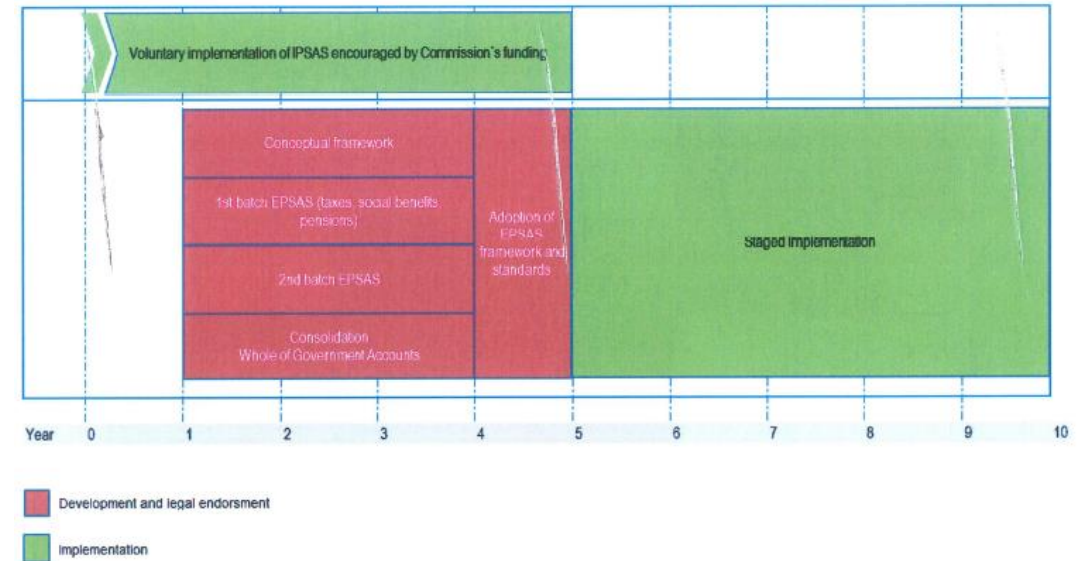 Voluntary implementation of IPSAS encouraged by Commission's funding
Conceptual framework
1st batch EPSAS (taxes, social benefits,
pensions)
2nd batch EPSAS
Consolidation
Whole of Government Accounts
Adoption of
EPSAS
framework and
standards
Staged implementation
Year 0 1 2 3 4 5 6 7 8 9 10
Development and legal endorsment
Implementation